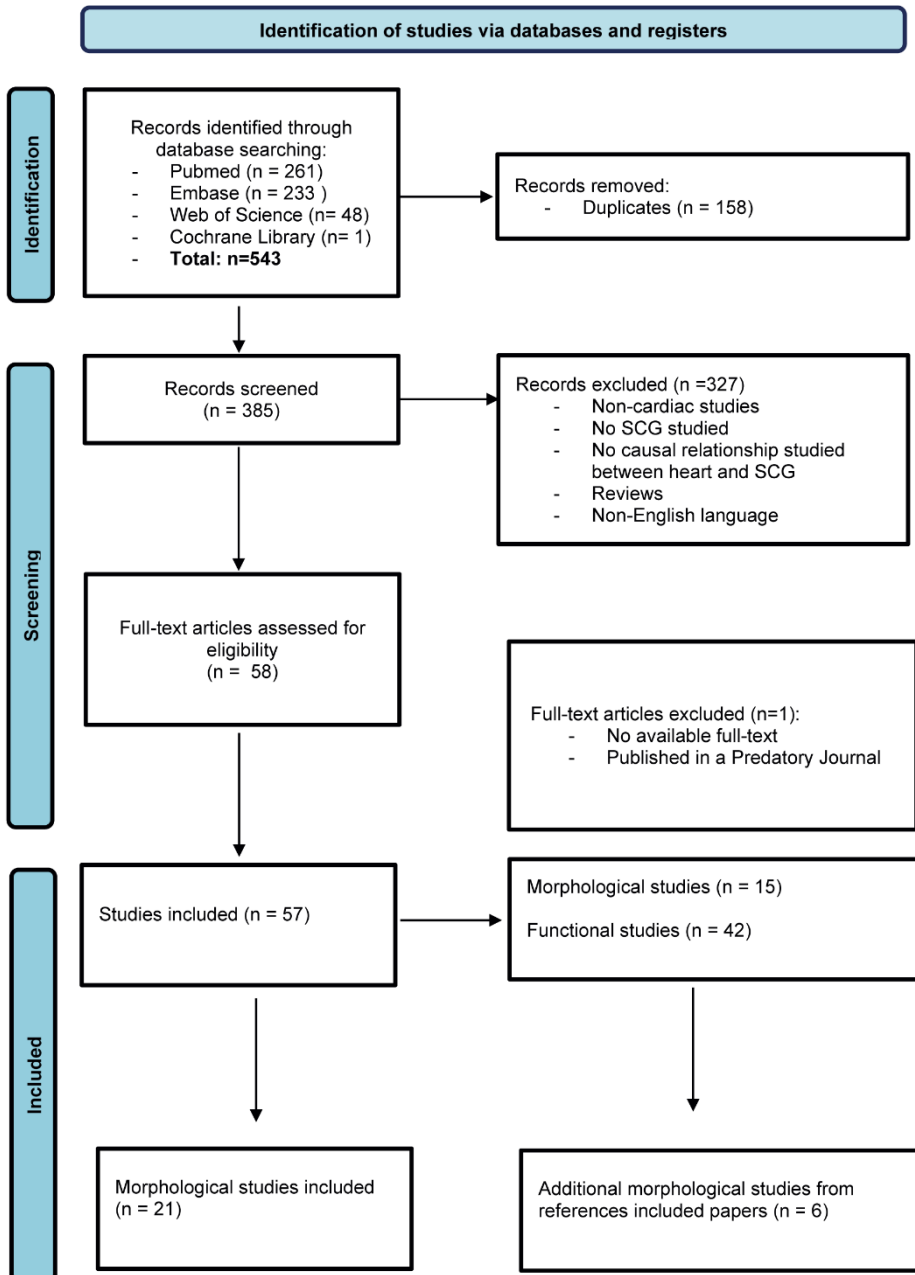 Identification of studies via databases and registers
Identification
Records identified through
database searching:
- Pubmed (n = 261)
- Embase (n = 233 )
- Web of Science (n= 48)
- Cochrane Library (n= 1)
- Total: n=543
Records removed:
- Duplicates (n = 158)
Screening
Records screened
(n = 385)
Records excluded (n =327)
- Non-cardiac studies
- No SCG studied
- No causal relationship studied
between heart and SCG
- Reviews
- Non-English language
Full-text articles assessed for
eligibility
(n =  58)
Full-text articles excluded (n=1):
- No available full-text
- Published in a Predatory Journal
Included
Studies included (n = 57)
Morphological studies (n = 15)
Functional studies (n = 42)
Morphological studies included
(n = 21)
Additional morphological studies from
references included papers (n = 6)